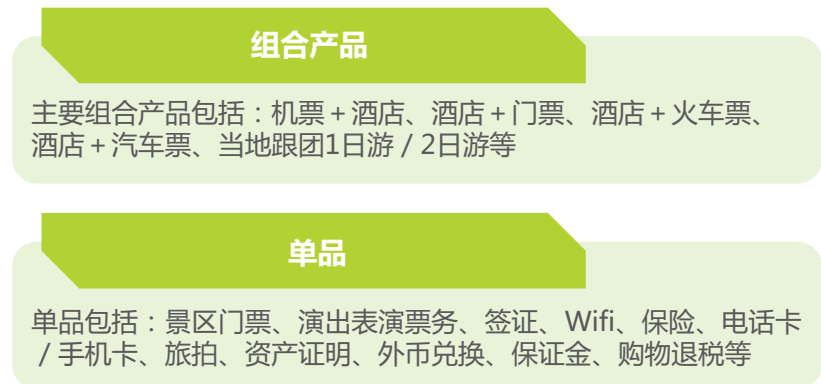 组合产品
主要组合产品包括：机票＋酒店、酒店＋门票、酒店＋火车票、
酒店＋汽车票、当地跟团1日游／2日游等
单品
单品包括：景区门票、演出表演票务、签证、Wifi、保险、电话卡
／手机卡、旅拍、资产证明、外币兑换、保证金、购物退税等